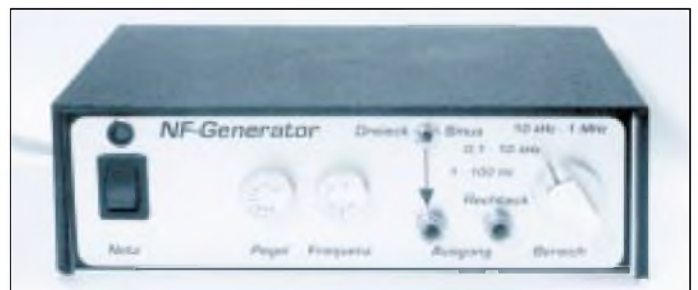 NF-Generator
Dreieck Sinus
10 kHz - 1 MHz
0,1 - 10 kHz
1 - 100 Hz
Rechteck
Netz Pegel Frequenz Ausgang Bereich